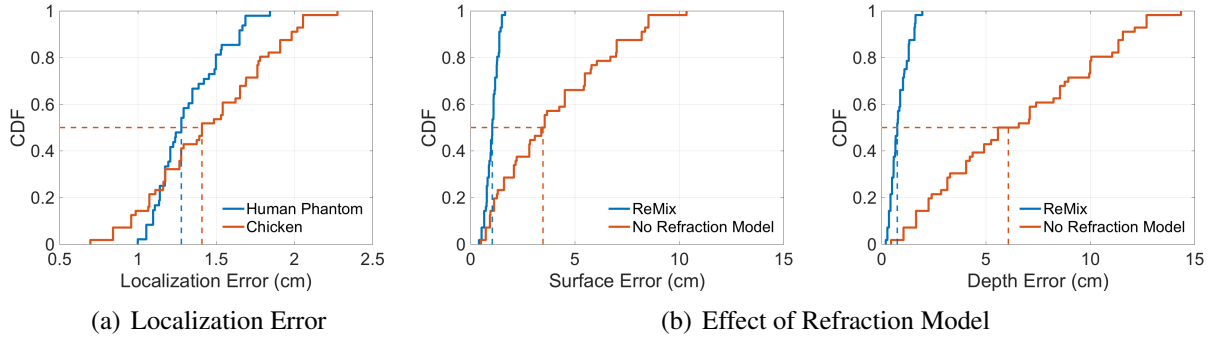 1
0.8
0.6
0.4
0.2
0
CDF
0.5
1
1.5
2
2.5
Localization Error (cm)
Human Phantom
Chicken
1
0.8
0.6
0.4
0.2
0
CDF
0
5
10
15
Surface Error (cm)
ReMix
No Refraction Model
1
0.8
0.6
0.4
0.2
0
CDF
0
5
10
15
Depth Error (cm)
ReMix
No Refraction Model
(a) Localization Error
(b) Effect of Refraction Model